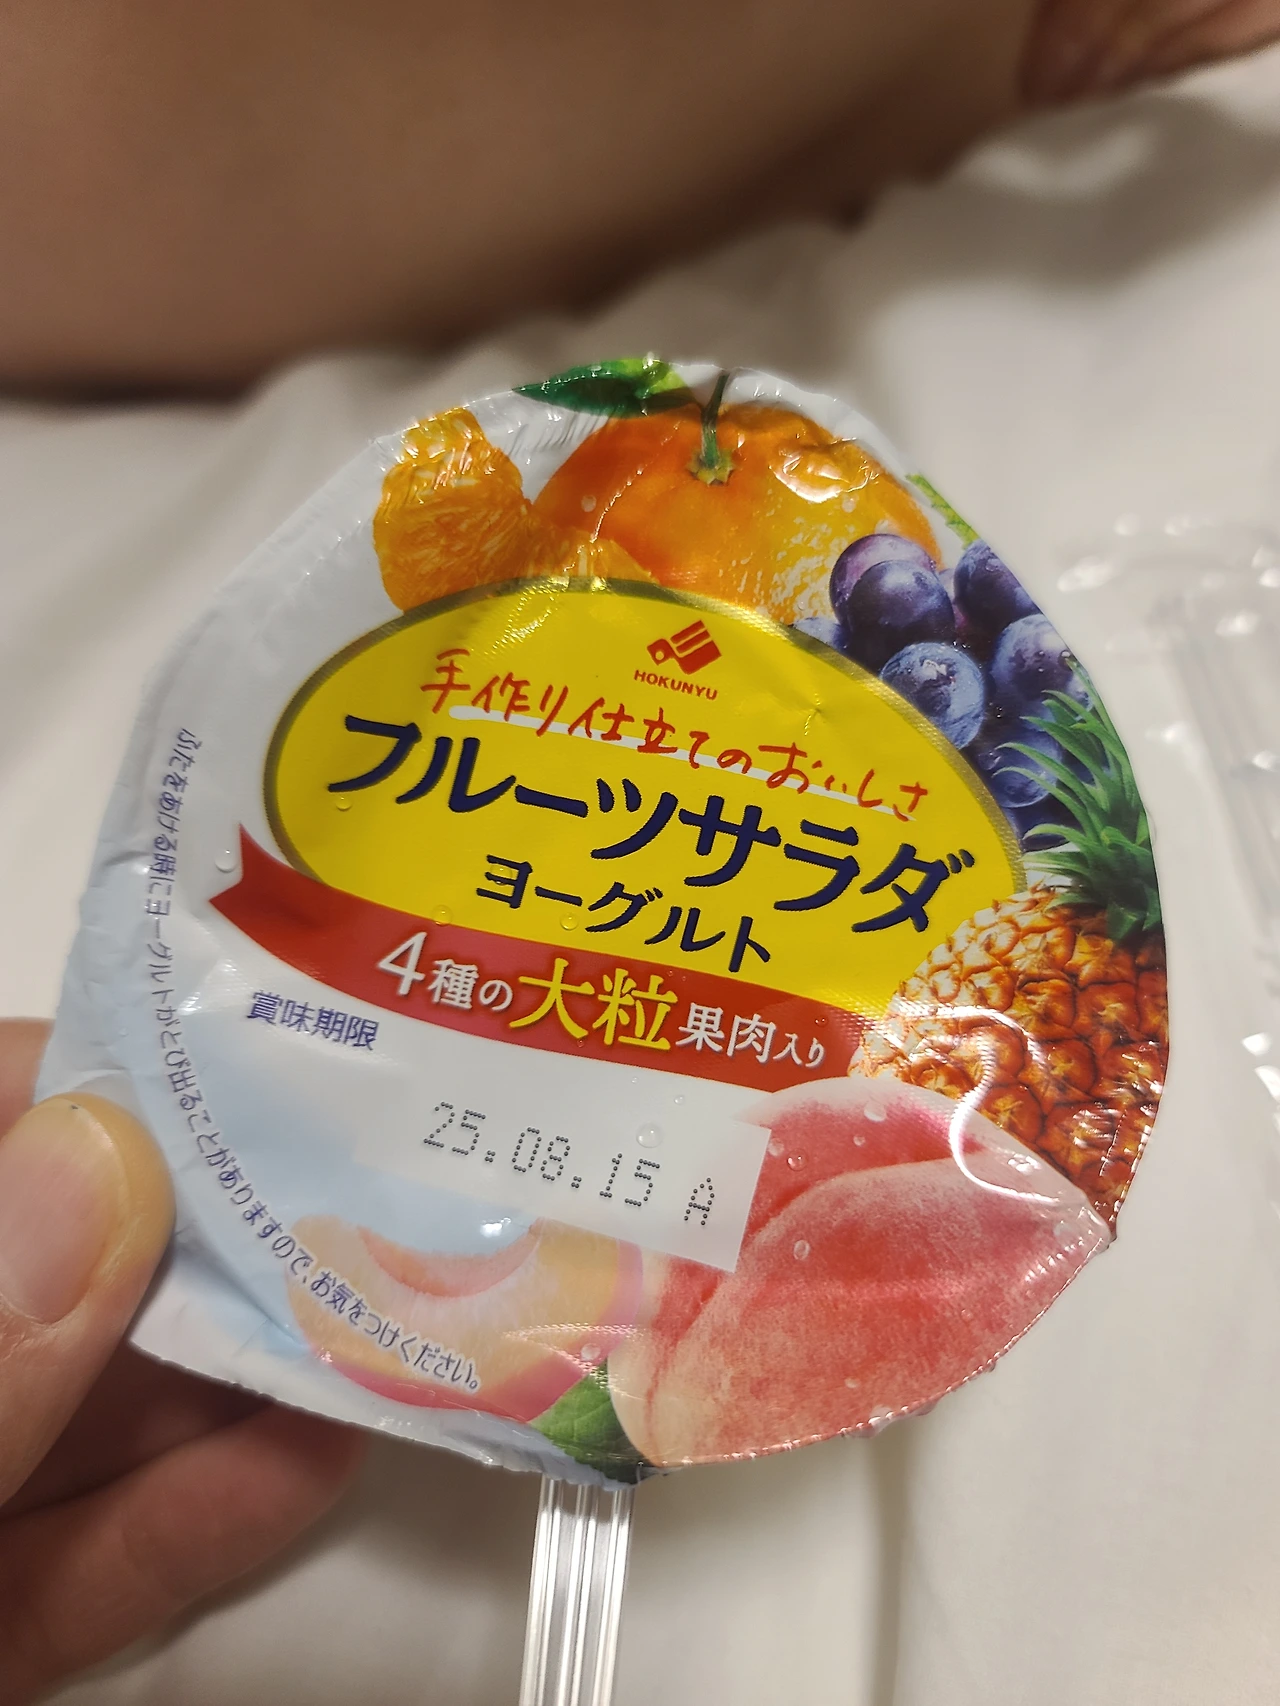 HOKUNYU
手作り仕立てのおいしさ
フルーツサラダ
ヨーグルト
4種の大粒果肉入り
賞味期限
25.08.15 A
ふたをあける時にヨーグルトがとび出ることがありますので、お気をつけください。